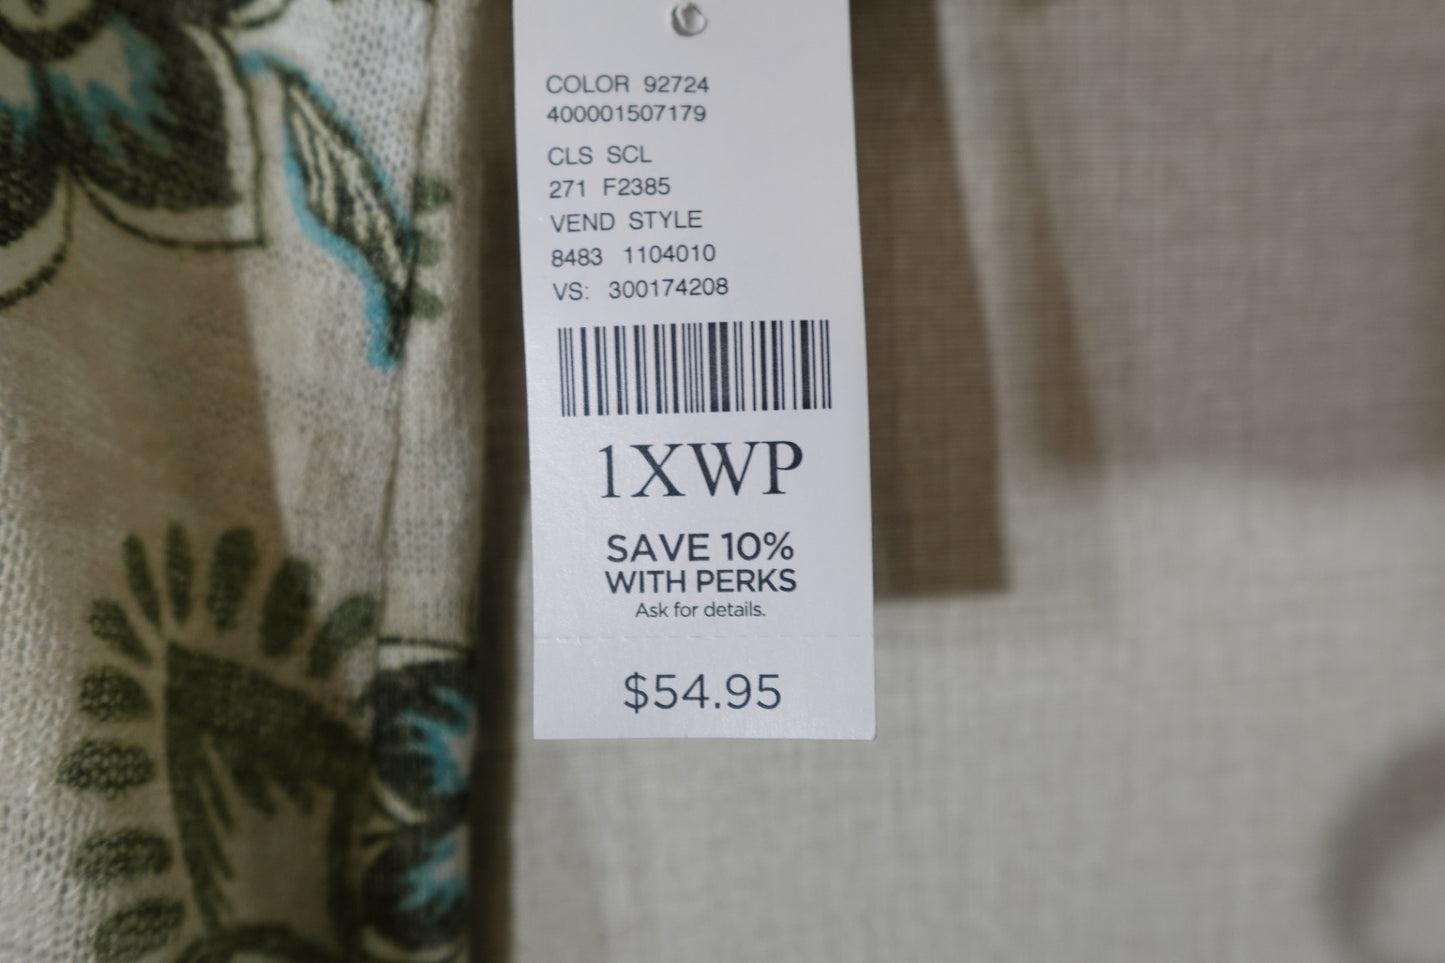 COLOR 92724
400001507179
CLS SCL
271 F2385
VEND STYLE
8483 1104010
VS: 300174208
1XWP
SAVE 10%
WITH PERKS
Ask for details.
$54.95